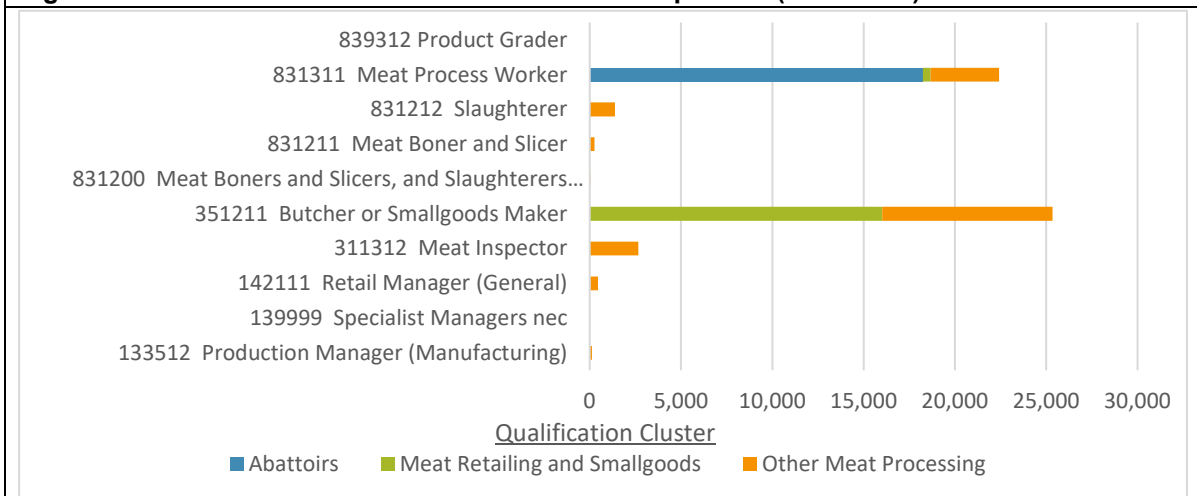 839312 Product Grader
831311 Meat Process Worker
831212 Slaughterer
831211 Meat Boner and Slicer
831200 Meat Boners and Slicers, and Slaughterers...
351211 Butcher or Smallgoods Maker
311312 Meat Inspector
142111 Retail Manager (General)
139999 Specialist Managers nec
133512 Production Manager (Manufacturing)
0 5,000 10,000 15,000 20,000 25,000 30,000
Qualification Cluster
Abattoirs Meat Retailing and Smallgoods Other Meat Processing